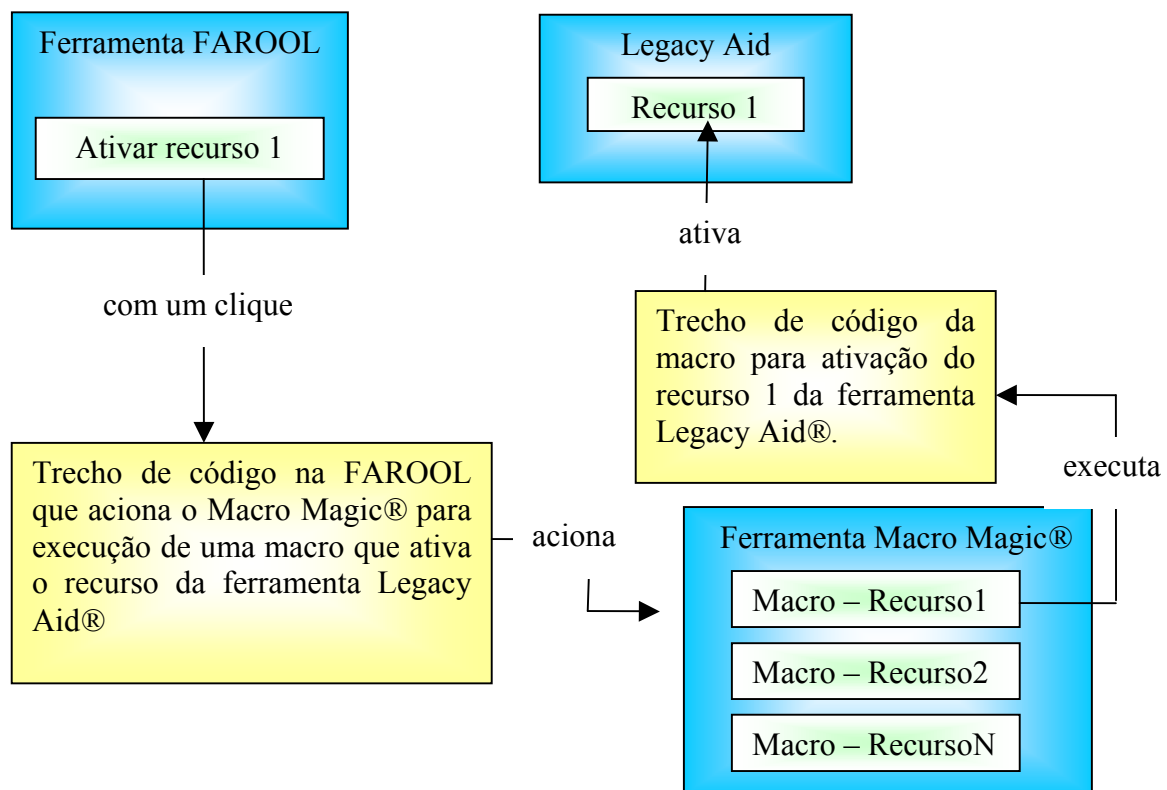 Ferramenta FAROOL
Ativar recurso 1
com um clique
Trecho de código na FAROOL
que aciona o Macro Magic® para
execução de uma macro que ativa
o recurso da ferramenta Legacy
Aid®
aciona
Ferramenta Macro Magic®
Macro – Recurso1
Macro – Recurso2
Macro – RecursoN
executa
Trecho de código da
macro para ativação do
recurso 1 da ferramenta
Legacy Aid®.
ativa
Legacy Aid
Recurso 1